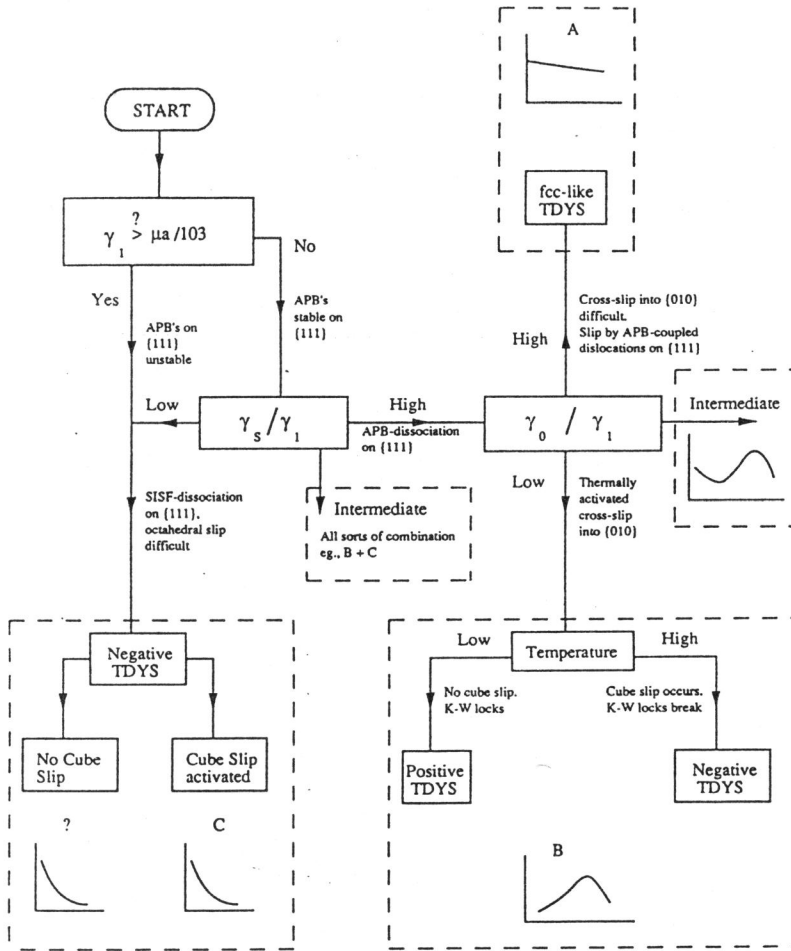 A
START
fcc-like
TDYS
?
γ1 > μa/103
No
Yes
APB's on
{111}
unstable
APB's
stable on
{111}
Cross-slip into {010}
difficult.
Slip by APB-coupled
dislocations on {111}
High
Low
γS / γ1
High
APB-dissociation
on {111}
γ0 / γ1
Intermediate
Low
Thermally
activated
cross-slip
into {010}
SISF-dissociation
on {111},
octahedral slip
difficult
Intermediate
All sorts of combination
eg., B + C
Negative
TDYS
Low
Temperature
High
No cube slip.
K-W locks
Cube slip occurs.
K-W locks break
No Cube
Slip
Cube Slip
activated
Positive
TDYS
Negative
TDYS
?
C
B